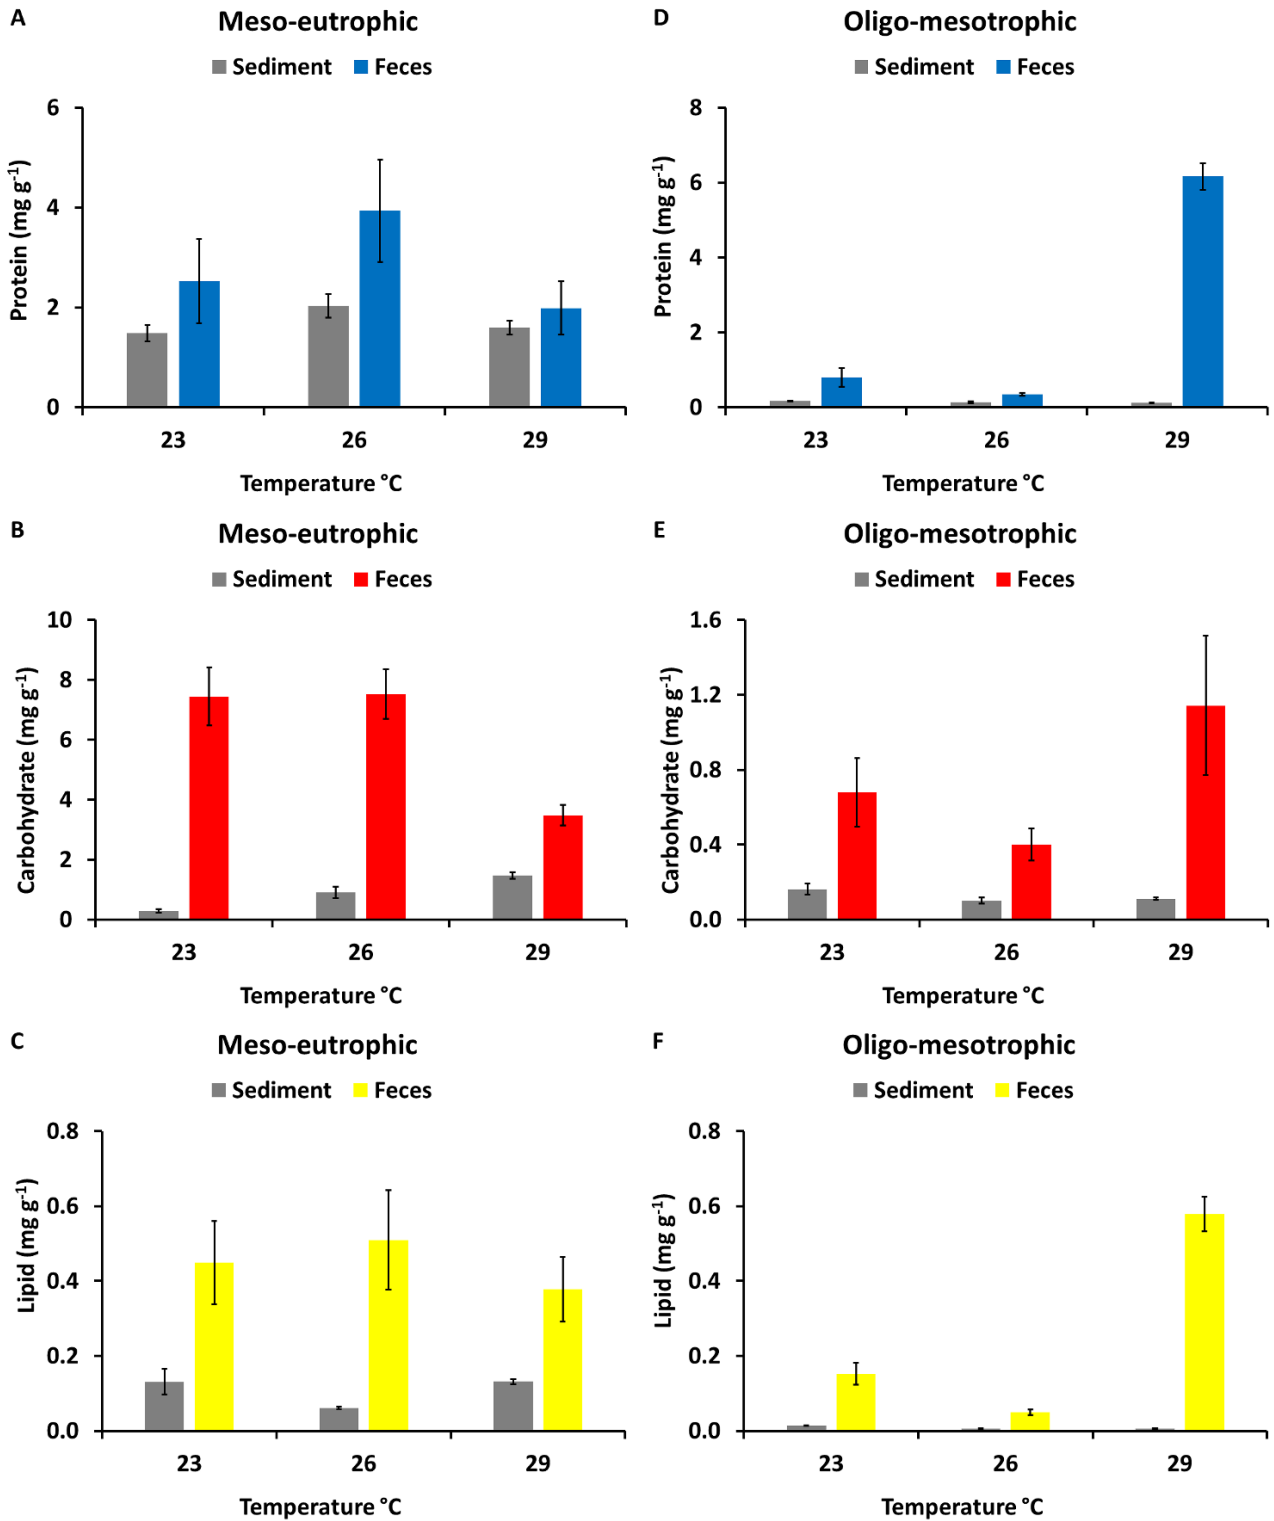 A
Meso-eutrophic
Sediment Feces
Protein (mg g-1)
6
4
2
0
23 26 29
Temperature °C
D
Oligo-mesotrophic
Sediment Feces
Protein (mg g-1)
8
6
4
2
0
23 26 29
Temperature °C
B
Meso-eutrophic
Sediment Feces
Carbohydrate (mg g-1)
10
8
6
4
2
0
23 26 29
Temperature °C
E
Oligo-mesotrophic
Sediment Feces
Carbohydrate (mg g-1)
1.6
1.2
0.8
0.4
0.0
23 26 29
Temperature °C
C
Meso-eutrophic
Sediment Feces
Lipid (mg g-1)
0.8
0.6
0.4
0.2
0.0
23 26 29
Temperature °C
F
Oligo-mesotrophic
Sediment Feces
Lipid (mg g-1)
0.8
0.6
0.4
0.2
0.0
23 26 29
Temperature °C